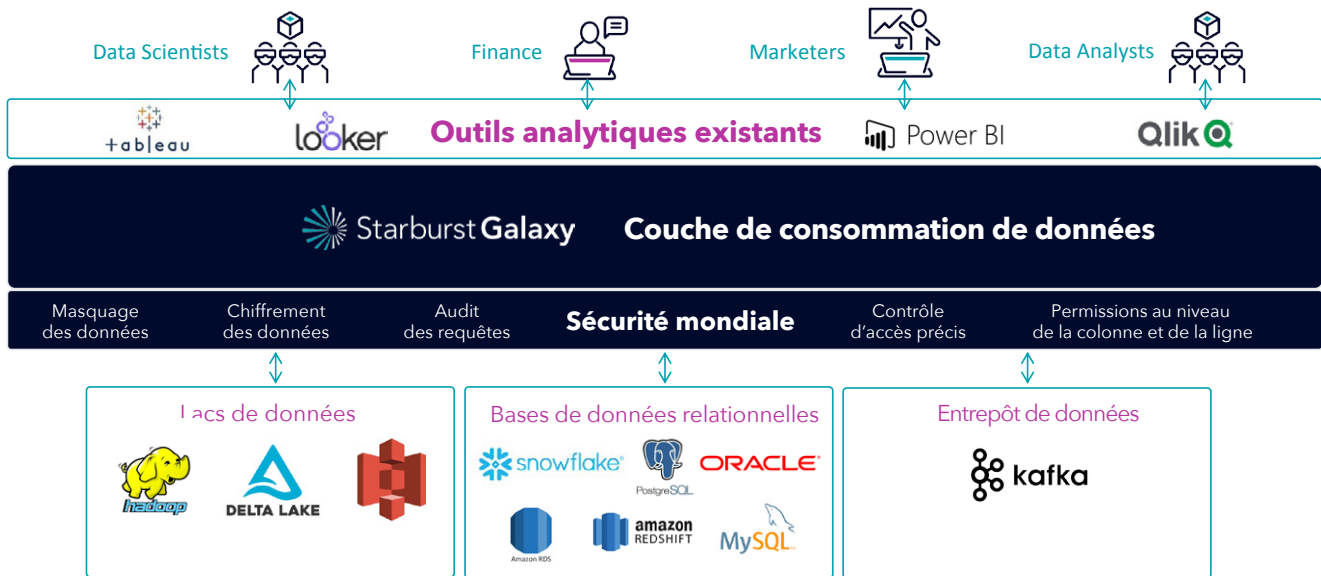 Data Scientists
Finance
Marketers
Data Analysts
+ableau
looker
Outils analytiques existants
Power BI
Qlik
Starburst Galaxy
Couche de consommation de données
Masquage
des données
Chiffrement
des données
Audit
des requêtes
Sécurité mondiale
Contrôle
d'accès précis
Permissions au niveau
de la colonne et de la ligne
Lacs de données
hadoop
DELTA LAKE
Bases de données relationnelles
snowflake
PostgreSQL
ORACLE
Amazon RDS
amazon
REDSHIFT
MySQL
Entrepôt de données
kafka